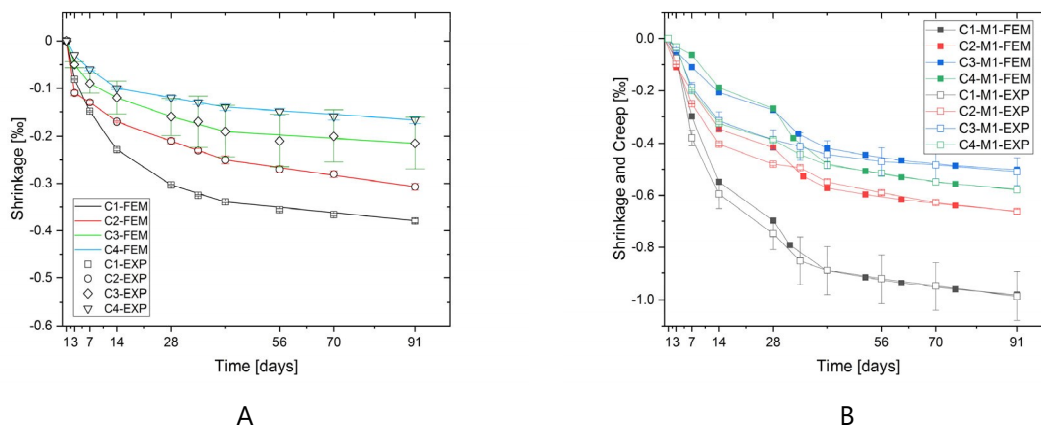 0
-0.1
-0.2
-0.3
-0.4
-0.5
-0.6
Shrinkage [‰]
C1-FEM
C2-FEM
C3-FEM
C4-FEM
C1-EXP
C2-EXP
C3-EXP
C4-EXP
1 3 7 14 28 56 70 91
Time [days]
A
0.0
-0.2
-0.4
-0.6
-0.8
-1.0
Shrinkage and Creep [‰]
C1-M1-FEM
C2-M1-FEM
C3-M1-FEM
C4-M1-FEM
C1-M1-EXP
C2-M1-EXP
C3-M1-EXP
C4-M1-EXP
1 3 7 14 28 56 70 91
Time [days]
B